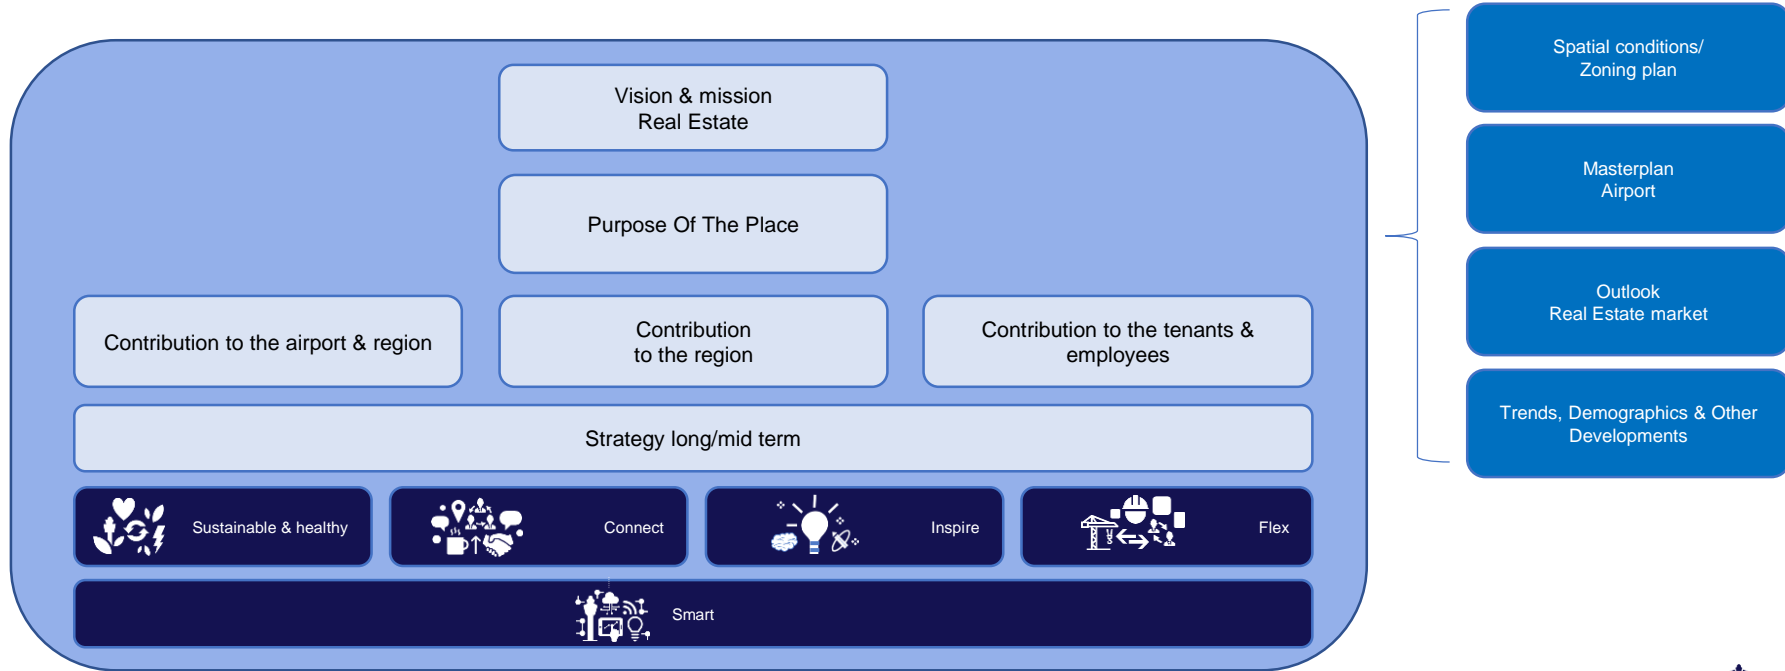 Vision & mission
Real Estate
Purpose Of The Place
Contribution to the airport & region
Contribution
to the region
Contribution to the tenants &
employees
Strategy long/mid term
Sustainable & healthy
Connect
Inspire
Flex
Smart
Spatial conditions/
Zoning plan
Masterplan
Airport
Outlook
Real Estate market
Trends, Demographics & Other
Developments